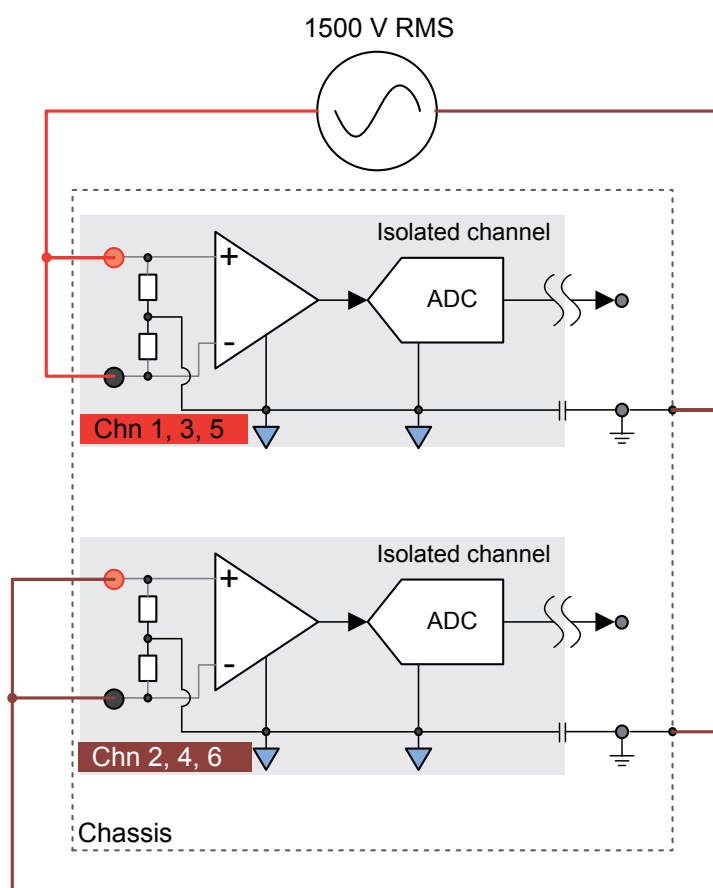 1500 V RMS
Isolated channel
+
ADC
-
Chn 1, 3, 5
Isolated channel
+
ADC
-
Chn 2, 4, 6
Chassis